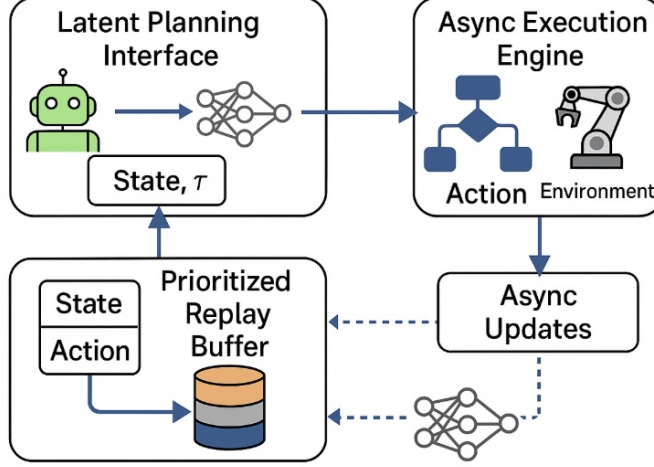 Latent Planning
Interface
State, τ
Async Execution
Engine
Action
Environment
Prioritized
Replay
Buffer
State
Action
Async
Updates